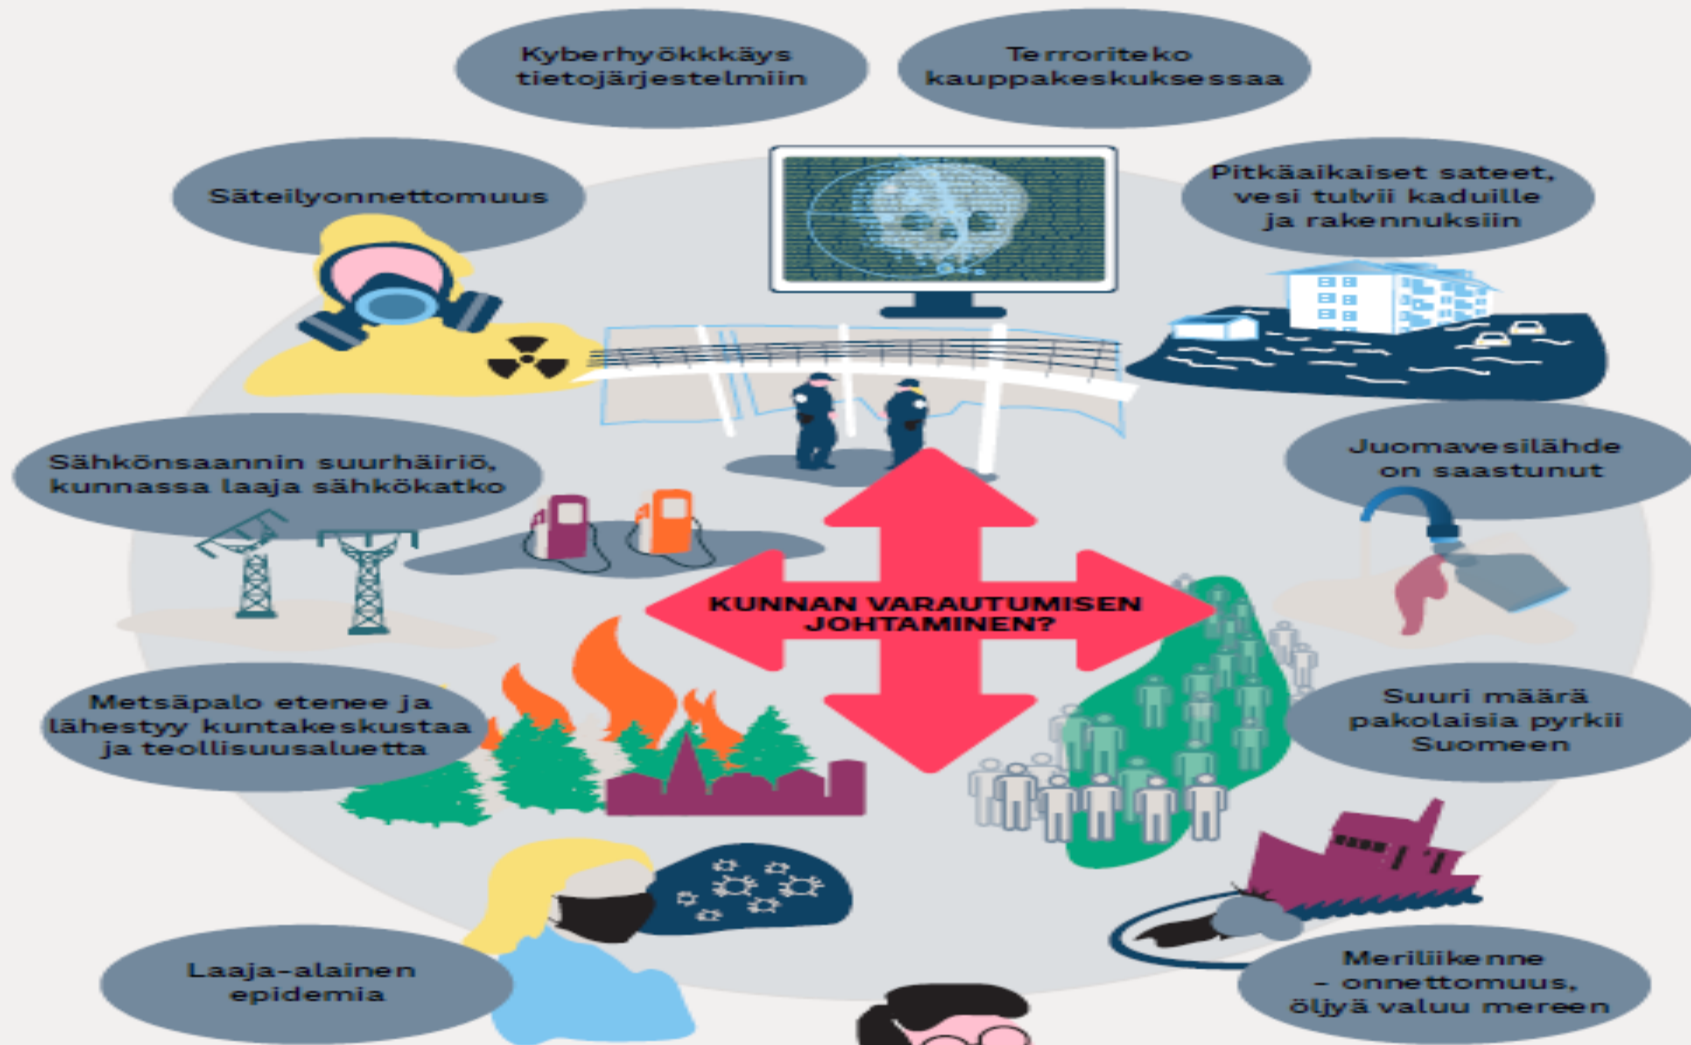 Kyberhyökkkäys
tietojärjestelmiin
Terroriteko
kauppakeskuksessaa
Säteilyonnettomuus
Pitkäaikaiset sateet,
vesi tulvii kaduille
ja rakennuksiin
Sähkönsaannin suurhäiriö,
kunnassa laaja sähkökatko
Juomavesilähde
on saastunut
KUNNAN VARAUTUMISEN
JOHTAMINEN?
Metsäpalo etenee ja
lähestyy kuntakeskustaa
ja teollisuusaluetta
Suuri määrä
pakolaisia pyrkii
Suomeen
Laaja-alainen
epidemia
Meriliikenne
- onnettomuus,
öljyä valuu mereen